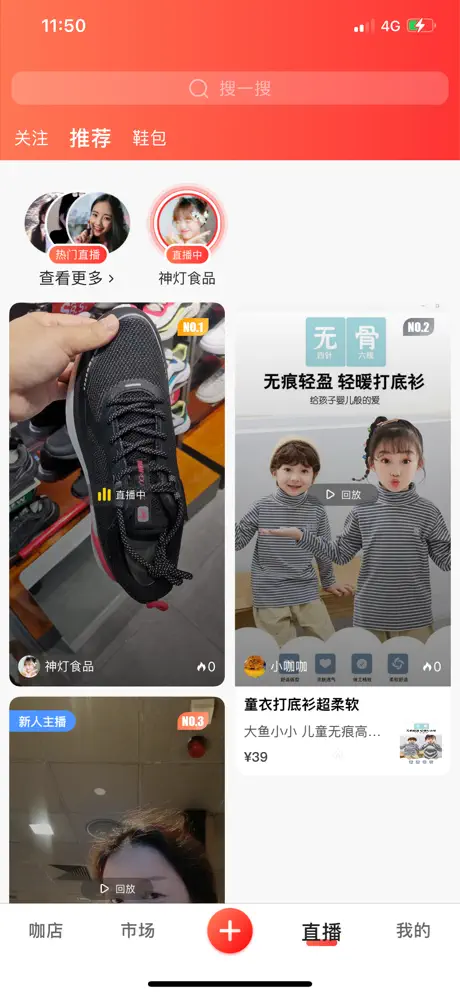 11:50
4G
搜一搜
关注
推荐
鞋包
热门直播
直播中
查看更多 ›
神灯食品
NO.1
直播中
神灯食品
0
NO.2
无 骨
四针 六线
无痕轻盈 轻暖打底衫
给孩子婴儿般的爱
回放
小咖咖
0
童衣打底衫超柔软
大鱼小小 儿童无痕高...
¥39
新人主播
NO.3
回放
咖店
市场
直播
我的